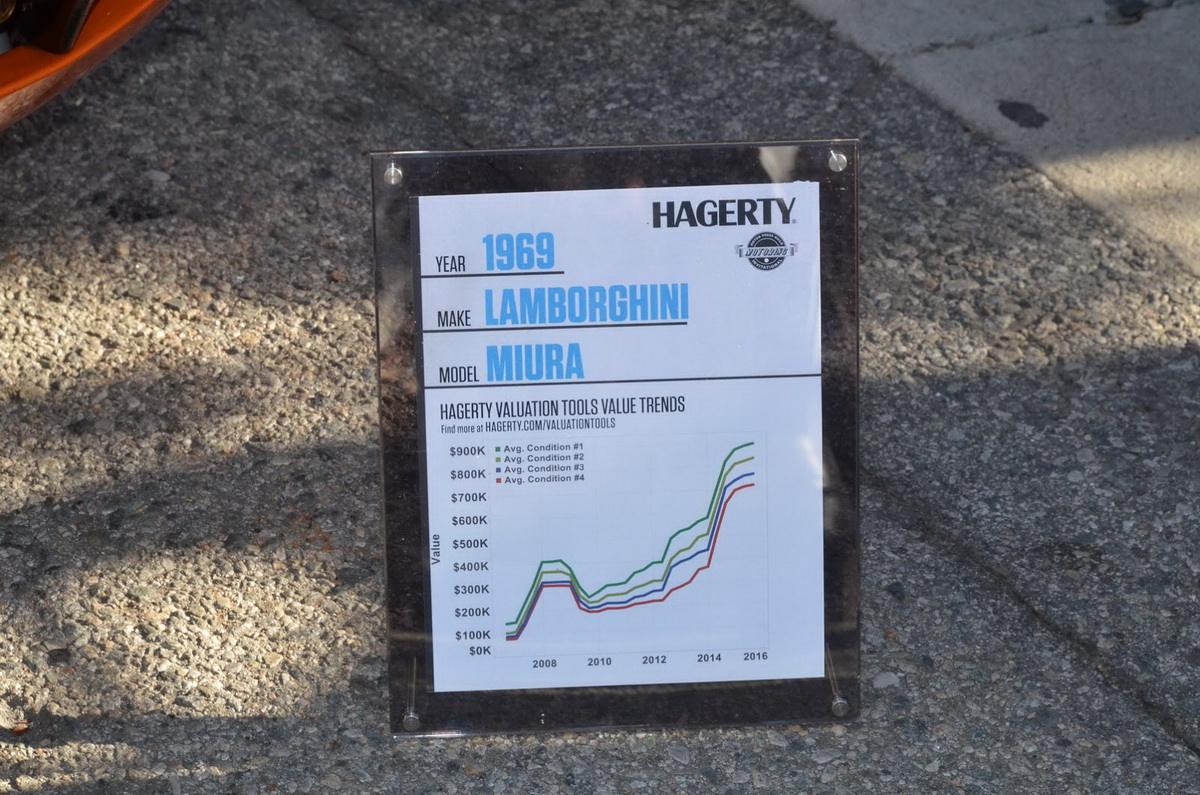 HAGERTY
MOTORING
INVITATIONAL
YEAR 1969
MAKE LAMBORGHINI
MODEL MIURA
HAGERTY VALUATION TOOLS VALUE TRENDS
Find more at HAGERTY.COM/VALUATIONTOOLS
Value
$900K
$800K
$700K
$600K
$500K
$400K
$300K
$200K
$100K
$0K
Avg. Condition #1
Avg. Condition #2
Avg. Condition #3
Avg. Condition #4
2008 2010 2012 2014 2016